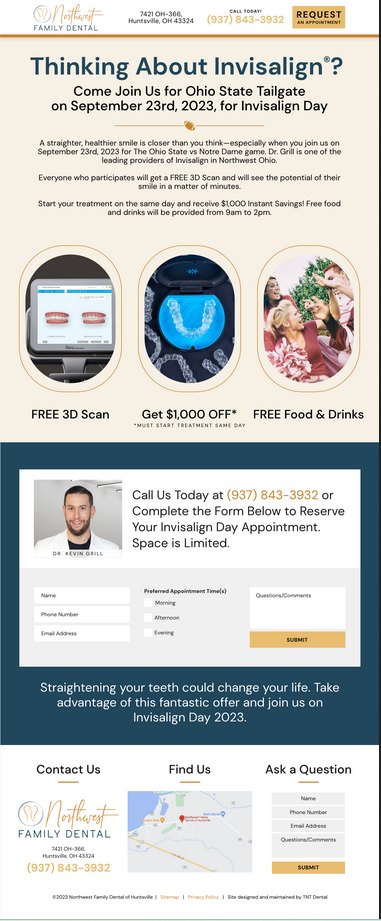 Northwest
FAMILY DENTAL
7421 OH-366,
Huntsville, OH 43324
CALL TODAY!
(937) 843-3932
REQUEST
AN APPOINTMENT
Thinking About Invisalign®?
Come Join Us for Ohio State Tailgate
on September 23rd, 2023, for Invisalign Day
A straighter, healthier smile is closer than you think—especially when you join us on
September 23rd, 2023 for The Ohio State vs Notre Dame game. Dr. Grill is one of the
leading providers of Invisalign in Northwest Ohio.
Everyone who participates will get a FREE 3D Scan and will see the potential of their
smile in a matter of minutes.
Start your treatment on the same day and receive $1,000 Instant Savings! Free food
and drinks will be provided from 9am to 2pm.
FREE 3D Scan
Get $1,000 OFF*
*MUST START TREATMENT SAME DAY
FREE Food & Drinks
DR. KEVIN GRILL
Call Us Today at (937) 843-3932 or
Complete the Form Below to Reserve
Your Invisalign Day Appointment.
Space is Limited.
Name
Phone Number
Email Address
Preferred Appointment Time(s)
Morning
Afternoon
Evening
Questions/Comments
SUBMIT
Straightening your teeth could change your life. Take
advantage of this fantastic offer and join us on
Invisalign Day 2023.
Contact Us
Northwest
FAMILY DENTAL
7421 OH-366,
Huntsville, OH 43324
(937) 843-3932
Find Us
Ask a Question
Name
Phone Number
Email Address
Questions/Comments
SUBMIT
©2023 Northwest Family Dental of Huntsville | Sitemap | Privacy Policy | Site designed and maintained by TNT Dental